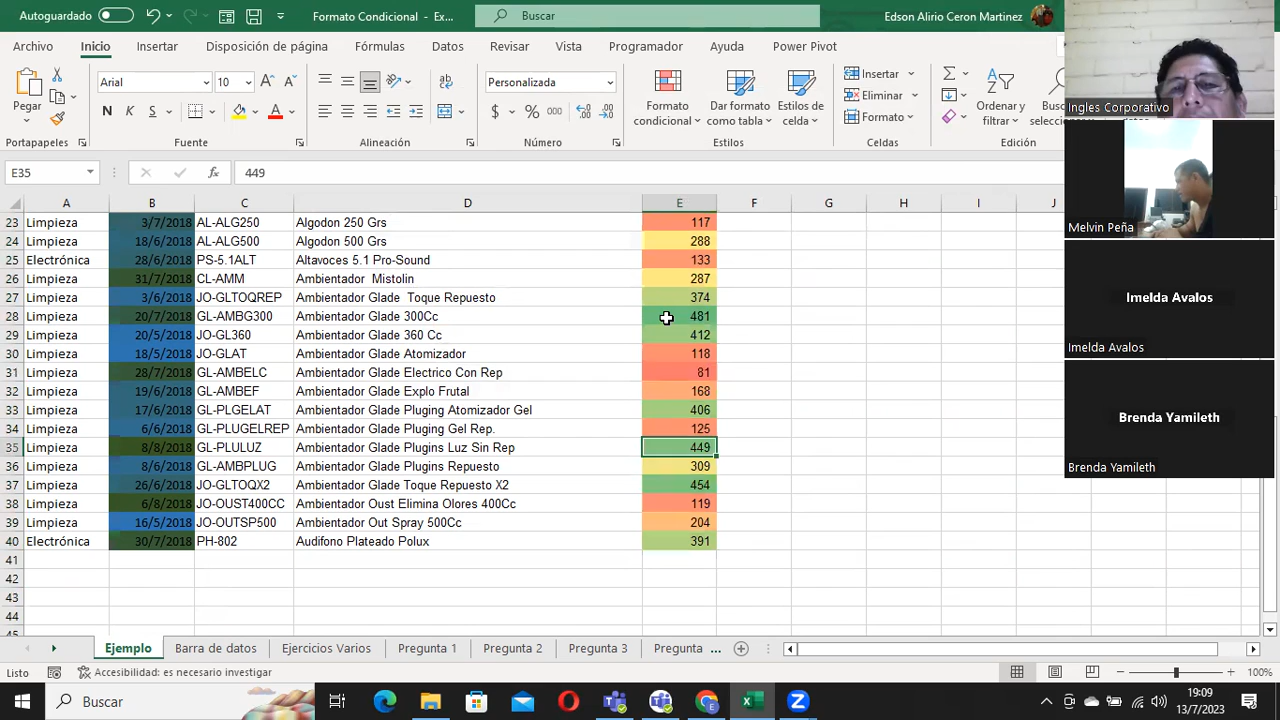 Autoguardado
Formato Condicional - Ex...
Buscar
Edson Alirio Ceron Martinez
Archivo Inicio Insertar Disposición de página Fórmulas Datos Revisar Vista Programador Ayuda Power Pivot
Pegar
Portapapeles
Arial 10
N K S
Fuente
Alineación
Personalizada
$ % 000
Número
Formato condicional
Dar formato como tabla
Estilos de celda
Estilos
Insertar
Eliminar
Formato
Celdas
Ordenar y filtrar
Edición
E35 fx 449
A B C D E F G H I J
23 Limpieza 3/7/2018 AL-ALG250 Algodon 250 Grs 117
24 Limpieza 18/6/2018 AL-ALG500 Algodon 500 Grs 288
25 Electrónica 28/6/2018 PS-5.1ALT Altavoces 5.1 Pro-Sound 133
26 Limpieza 31/7/2018 CL-AMM Ambientador Mistolin 287
27 Limpieza 3/6/2018 JO-GLTOQREP Ambientador Glade Toque Repuesto 374
28 Limpieza 20/7/2018 GL-AMBG300 Ambientador Glade 300Cc 481
29 Limpieza 20/5/2018 JO-GL360 Ambientador Glade 360 Cc 412
30 Limpieza 18/5/2018 JO-GLAT Ambientador Glade Atomizador 118
31 Limpieza 28/7/2018 GL-AMBELC Ambientador Glade Electrico Con Rep 81
32 Limpieza 19/6/2018 GL-AMBEF Ambientador Glade Explo Frutal 168
33 Limpieza 17/6/2018 GL-PLGELAT Ambientador Glade Pluging Atomizador Gel 406
34 Limpieza 6/6/2018 GL-PLUGELREP Ambientador Glade Pluging Gel Rep. 125
35 Limpieza 8/8/2018 GL-PLULUZ Ambientador Glade Plugins Luz Sin Rep 449
36 Limpieza 8/6/2018 GL-AMBPLUG Ambientador Glade Plugins Repuesto 309
37 Limpieza 26/6/2018 JO-GLTOQX2 Ambientador Glade Toque Repuesto X2 454
38 Limpieza 6/8/2018 JO-OUST400CC Ambientador Oust Elimina Olores 400Cc 119
39 Limpieza 16/5/2018 JO-OUTSP500 Ambientador Out Spray 500Cc 204
40 Electrónica 30/7/2018 PH-802 Audifono Plateado Polux 391
41
42
43
44
45
Ingles Corporativo
Melvin Peña
Imelda Avalos
Imelda Avalos
Brenda Yamileth
Brenda Yamileth
Ejemplo Barra de datos Ejercicios Varios Pregunta 1 Pregunta 2 Pregunta 3 Pregunta ...
Listo Accesibilidad: es necesario investigar 100%
Buscar
19:09
13/7/2023